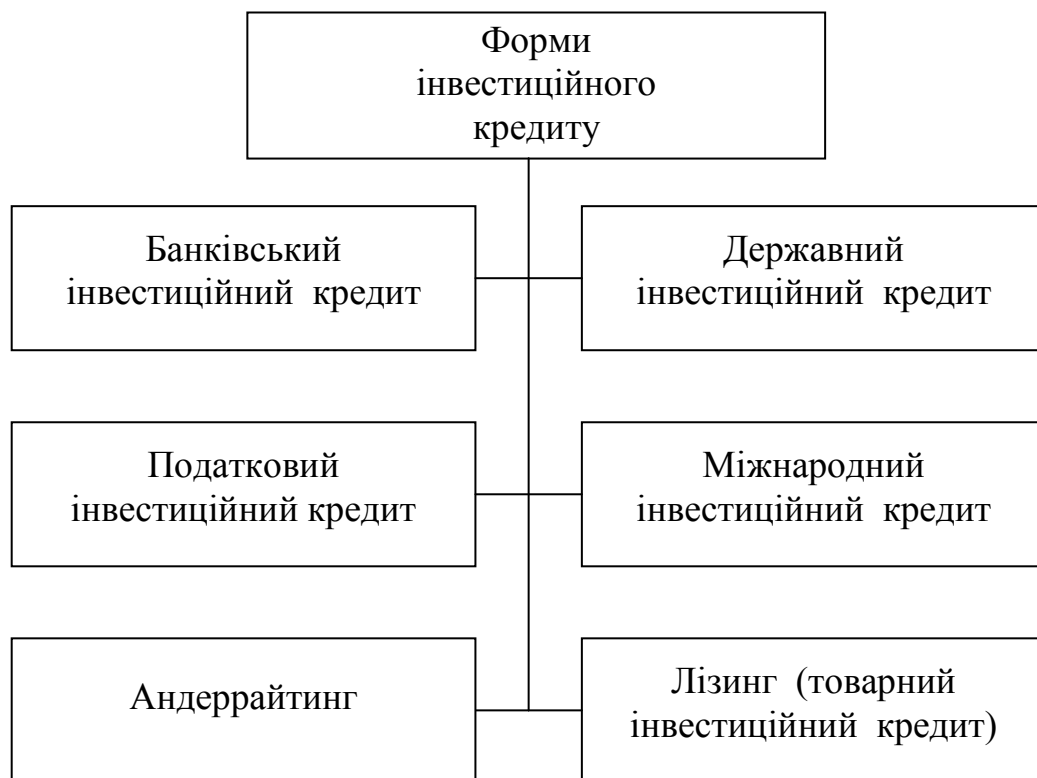 Форми
інвестиційного
кредиту
Банківський
інвестиційний кредит
Державний
інвестиційний кредит
Податковий
інвестиційний кредит
Міжнародний
інвестиційний кредит
Андеррайтинг
Лізинг (товарний
інвестиційний кредит)